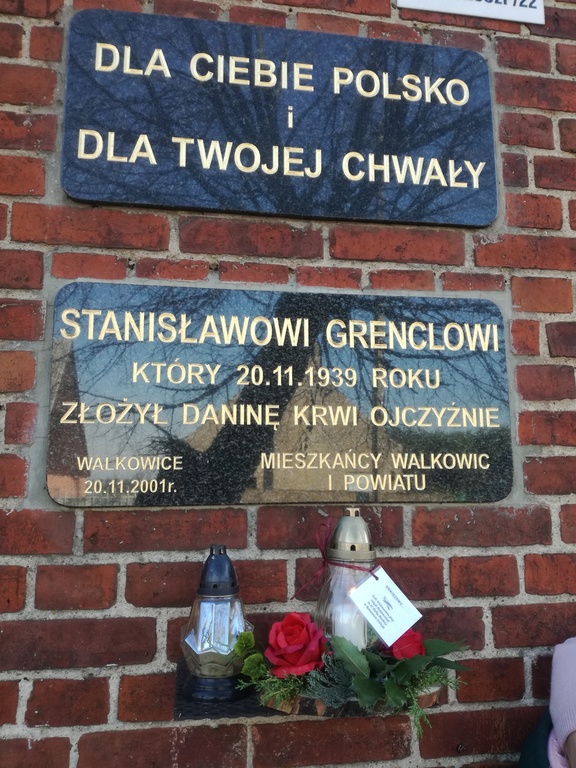 DLA CIEBIE POLSKO
i
DLA TWOJEJ CHWAŁY
STANISŁAWOWI GRENCLOWI
KTÓRY 20.11.1939 ROKU
ZŁOŻYŁ DANINĘ KRWI OJCZYŹNIE
WALKOWICE
20.11.2001r.
MIESZKAŃCY WALKOWIC
I POWIATU